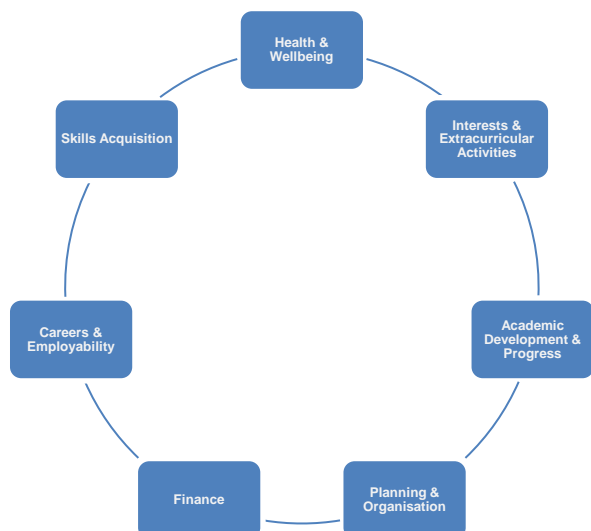 Health &
Wellbeing
Interests &
Extracurricular
Activities
Academic
Development &
Progress
Planning &
Organisation
Finance
Careers &
Employability
Skills Acquisition